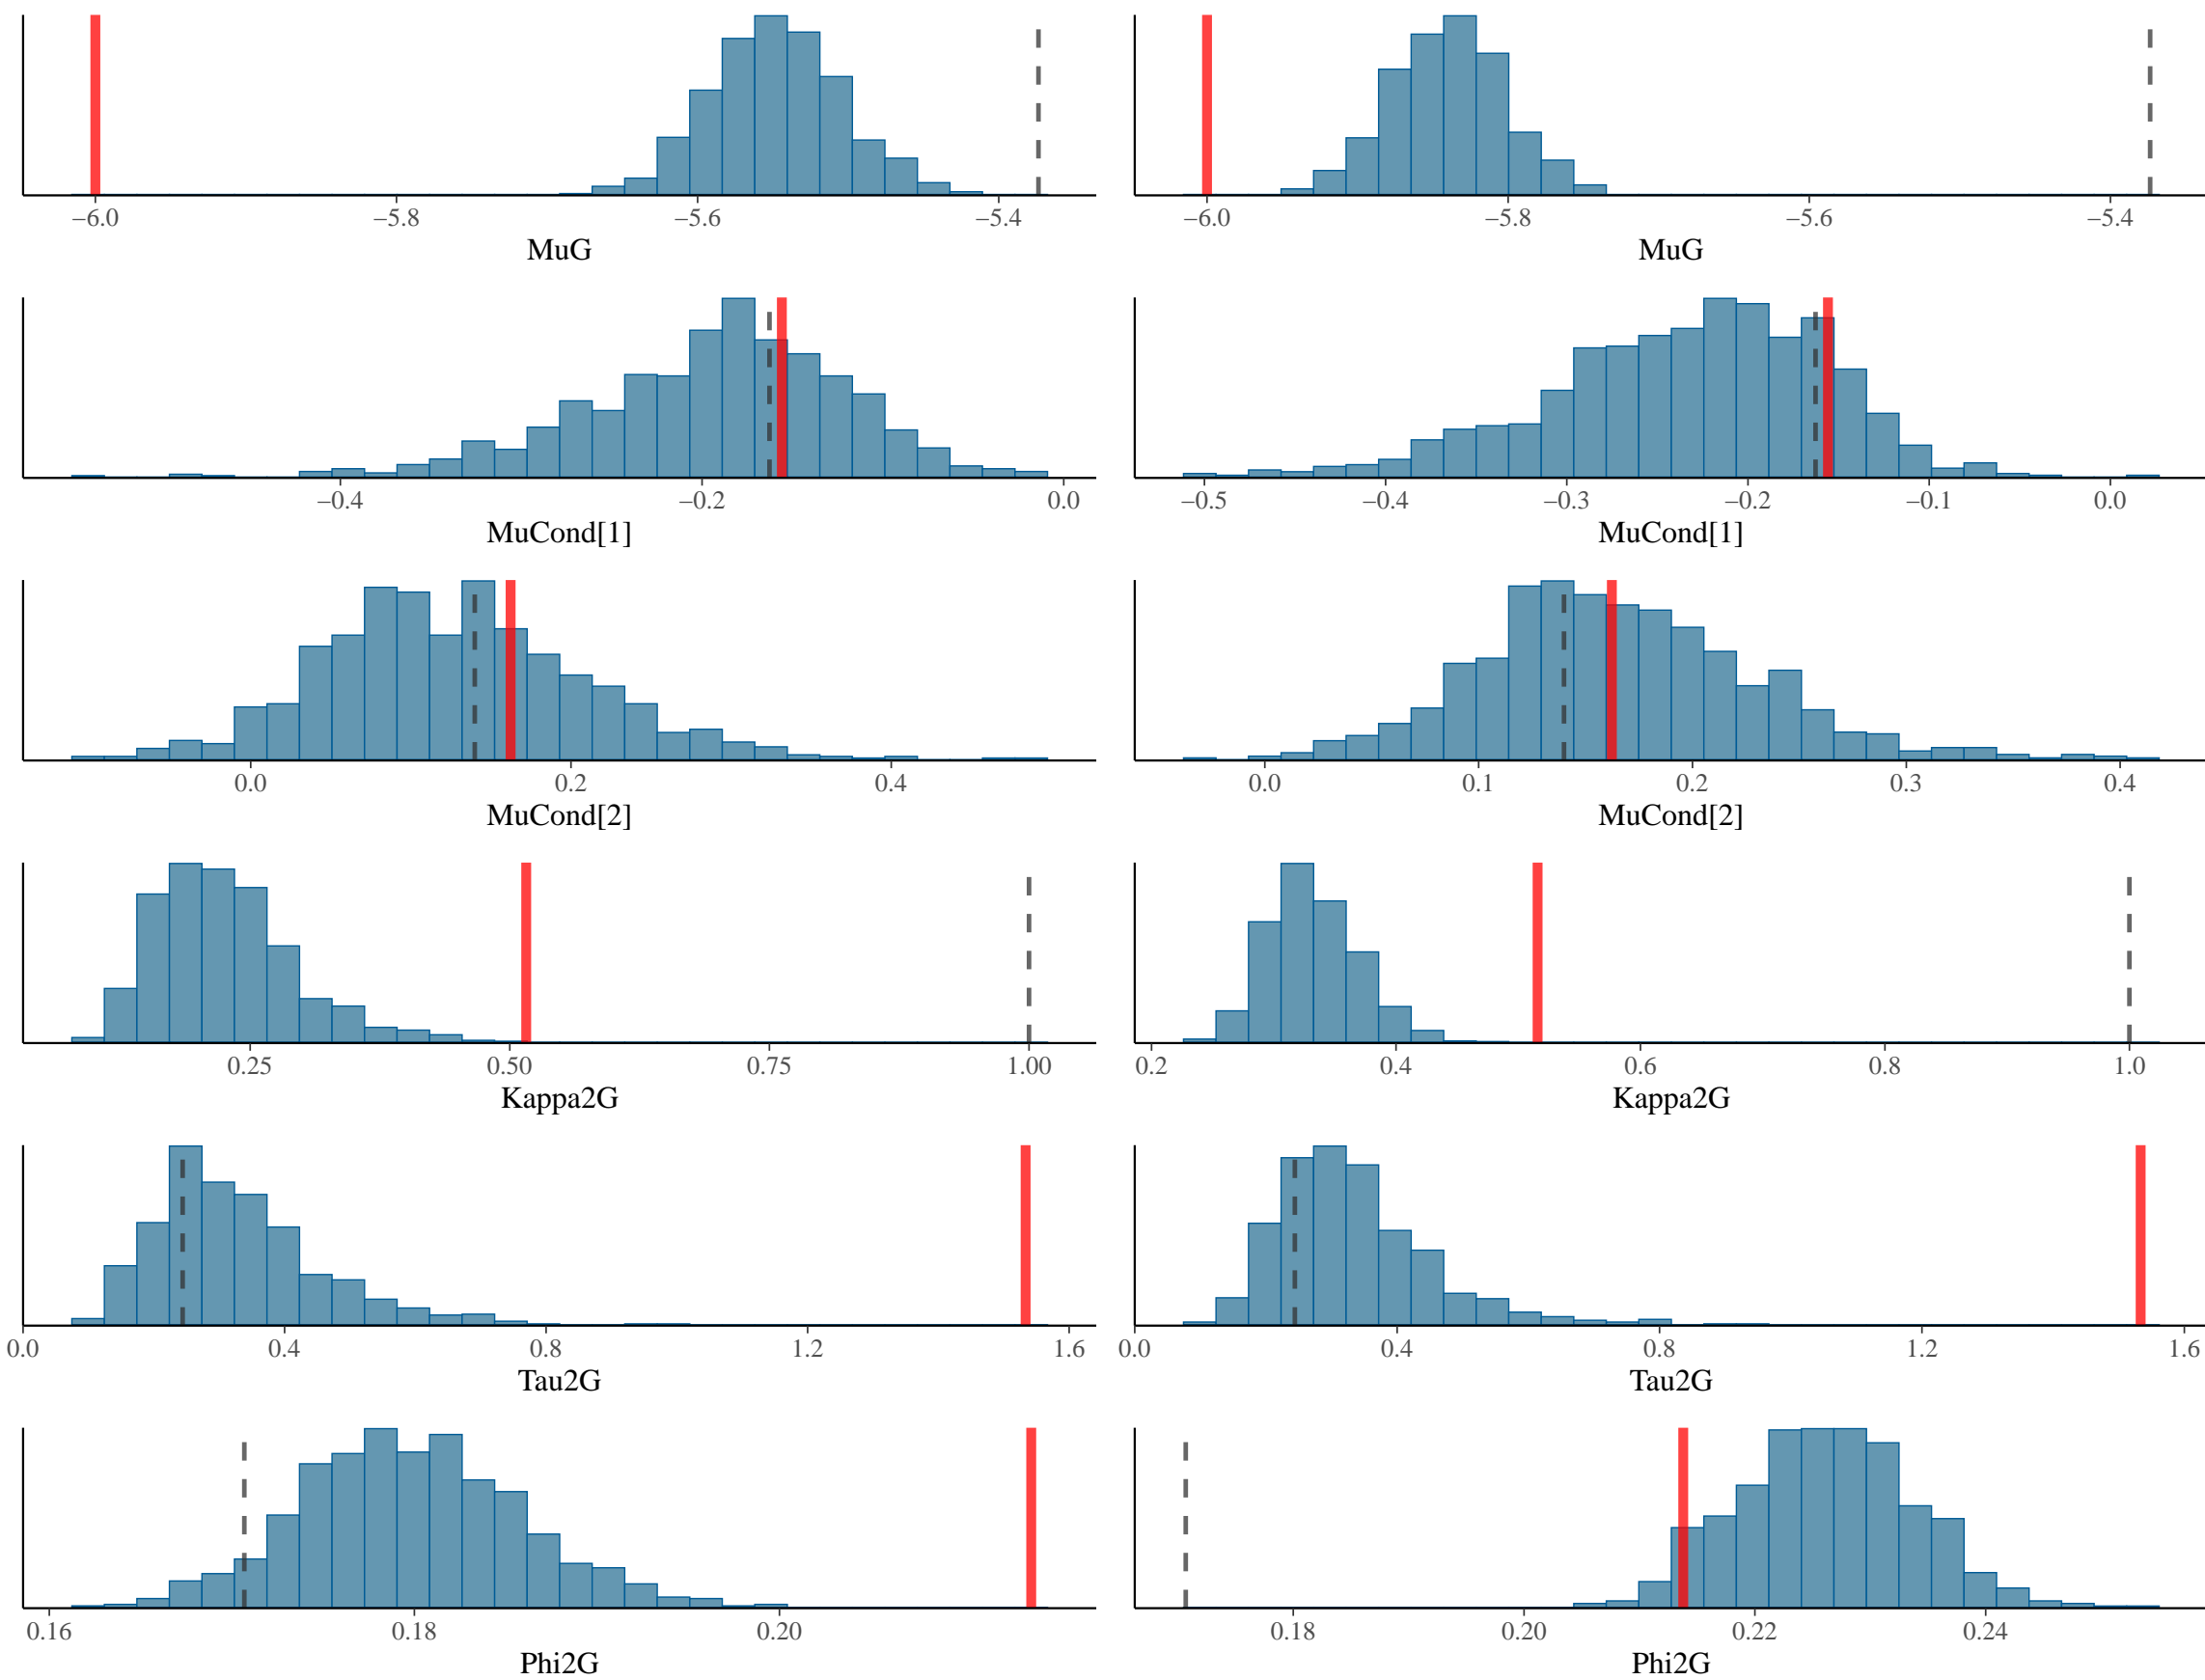 −6.0 −5.8 −5.6 −5.4
MuG
−6.0 −5.8 −5.6 −5.4
MuG
−0.4 −0.2 0.0
MuCond[1]
−0.5 −0.4 −0.3 −0.2 −0.1 0.0
MuCond[1]
0.0 0.2 0.4
MuCond[2]
0.0 0.1 0.2 0.3 0.4
MuCond[2]
0.25 0.50 0.75 1.00
Kappa2G
0.2 0.4 0.6 0.8 1.0
Kappa2G
0.0 0.4 0.8 1.2 1.6
Tau2G
0.0 0.4 0.8 1.2 1.6
Tau2G
0.16 0.18 0.20
Phi2G
0.18 0.20 0.22 0.24
Phi2G